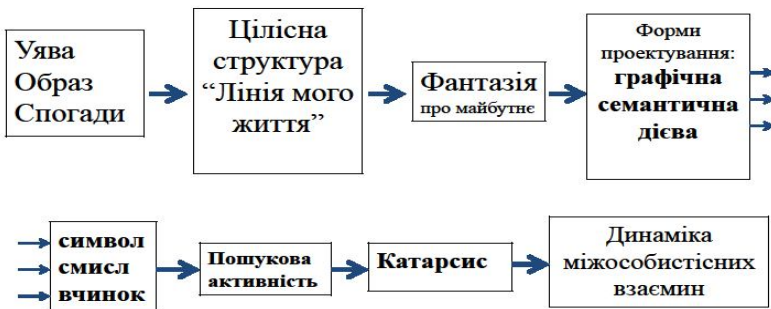 Уява
Образ
Спогади
Цілісна
структура
“Лінія мого
життя”
Фантазія
про майбутнє
Форми
проектування:
графічна
семантична
дієва
символ
смисл
вчинок
Пошукова
активність
Катарсис
Динаміка
міжособистісних
взаємин